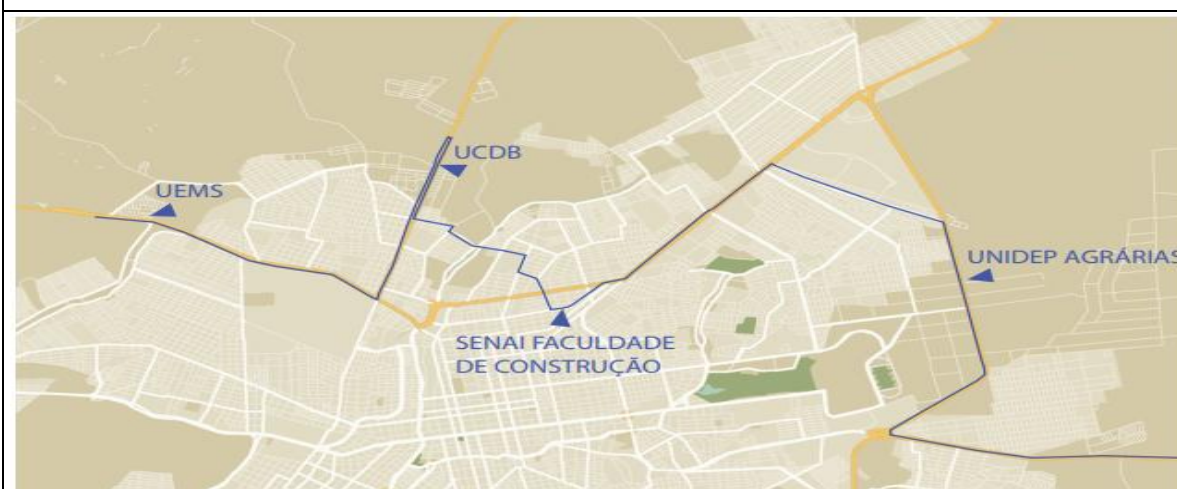 UCDB
UEMS
UNIDEP AGRÁRIAS
SENAI FACULDADE
DE CONSTRUÇÃO